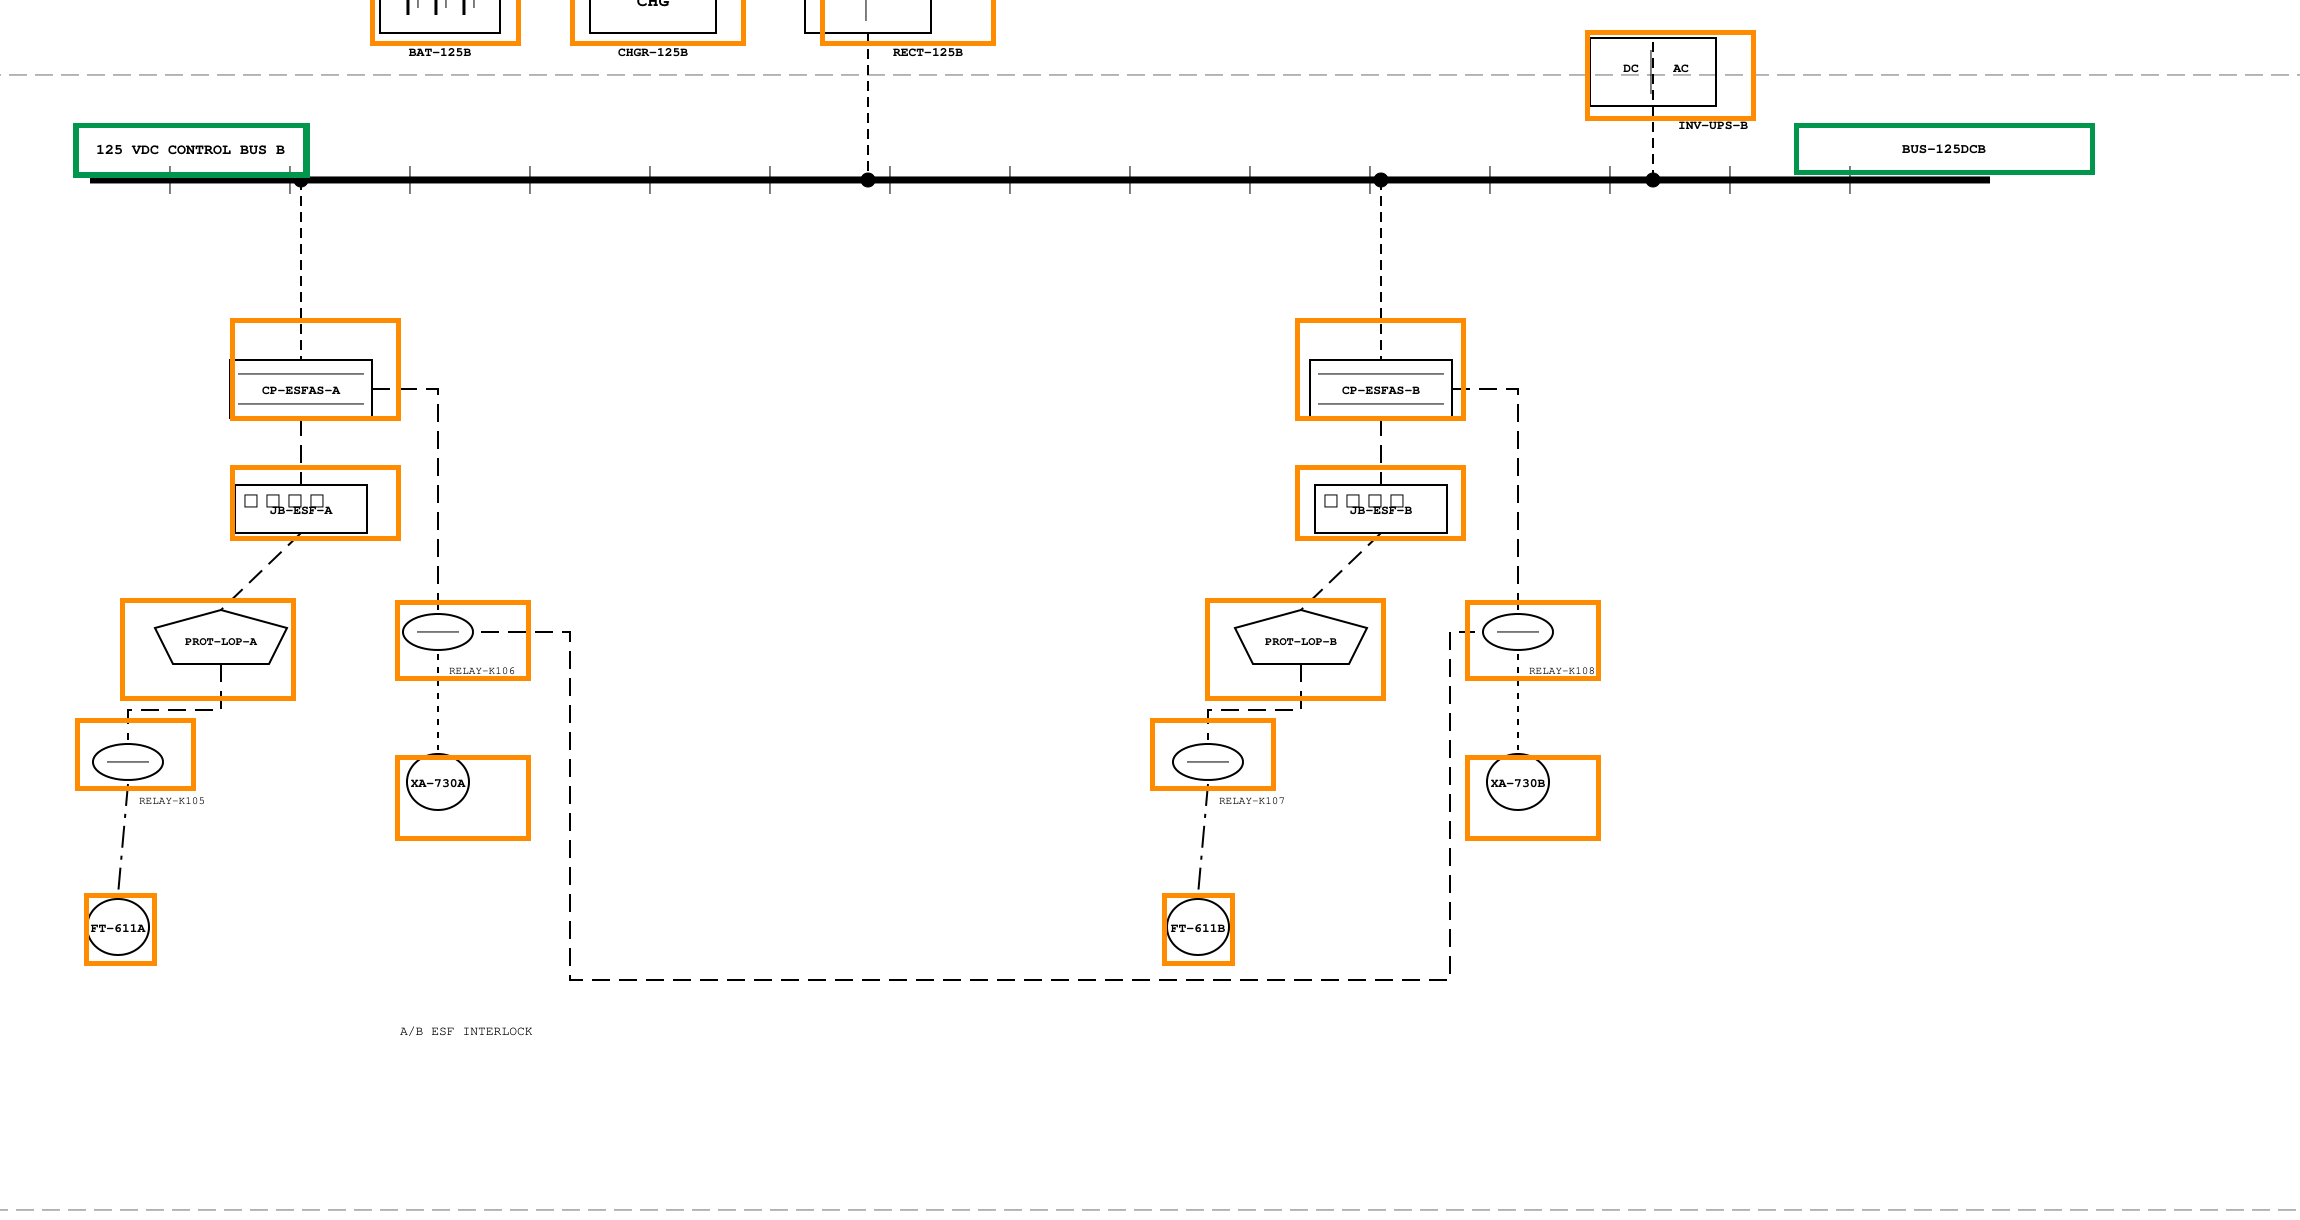 CHG
BAT-125B
CHGR-125B
RECT-125B
DC
AC
INV-UPS-B
125 VDC CONTROL BUS B
BUS-125DCB
CP-ESFAS-A
CP-ESFAS-B
JB-ESF-A
JB-ESF-B
PROT-LOP-A
RELAY-K106
PROT-LOP-B
RELAY-K108
RELAY-K105
XA-730A
RELAY-K107
XA-730B
FT-611A
FT-611B
A/B ESF INTERLOCK